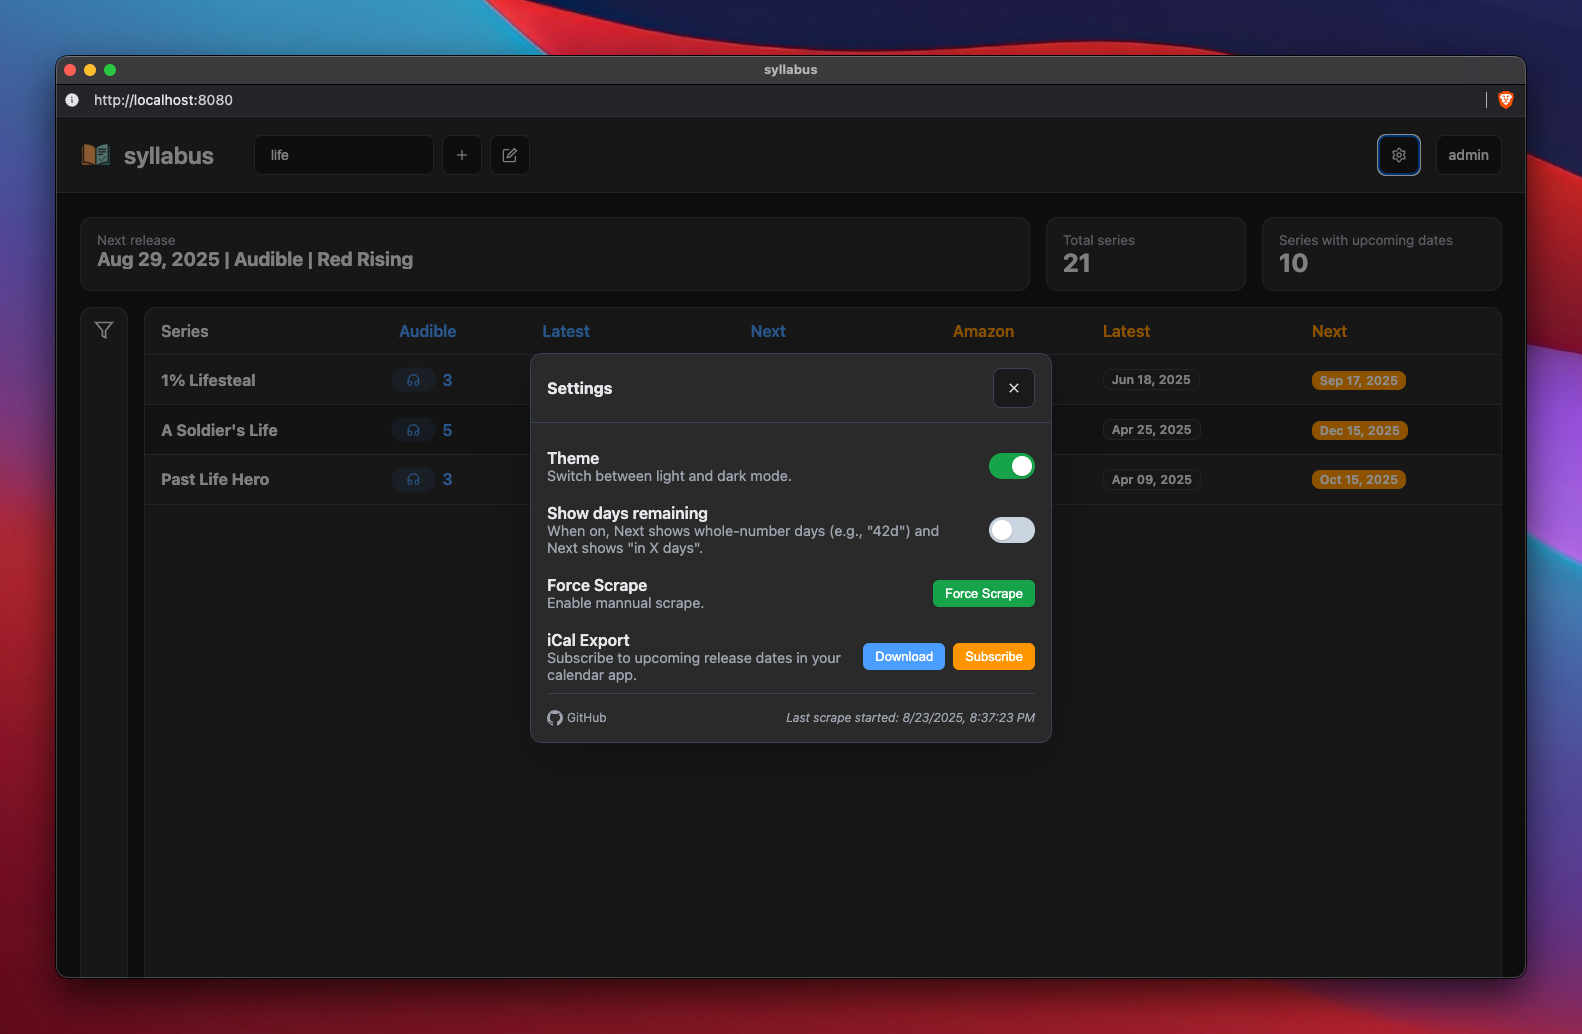 syllabus
http://localhost:8080
syllabus
life
+
admin
Next release
Aug 29, 2025 | Audible | Red Rising
Total series
21
Series with upcoming dates
10
Series Audible Latest Next Amazon Latest Next
1% Lifesteal 3 Jun 18, 2025 Sep 17, 2025
A Soldier's Life 5 Apr 25, 2025 Dec 15, 2025
Past Life Hero 3 Apr 09, 2025 Oct 15, 2025
Settings
Theme
Switch between light and dark mode.
Show days remaining
When on, Next shows whole-number days (e.g., "42d") and
Next shows "in X days".
Force Scrape
Enable mannual scrape.
Force Scrape
iCal Export
Subscribe to upcoming release dates in your
calendar app.
Download Subscribe
GitHub
Last scrape started: 8/23/2025, 8:37:23 PM